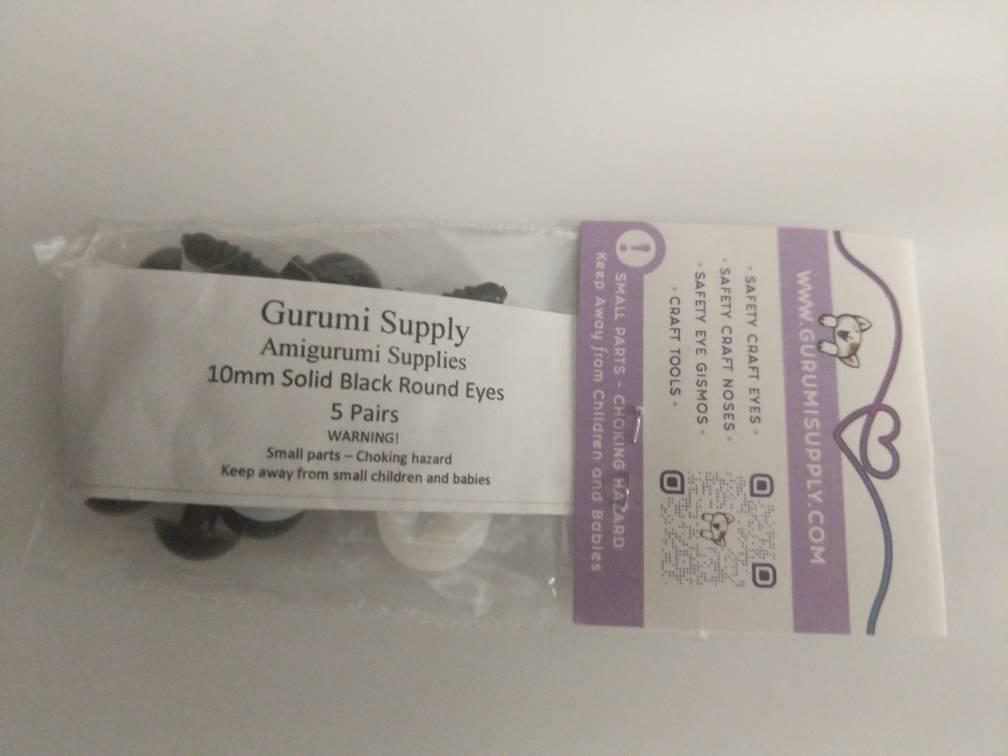 Gurumi Supply
Amigurumi Supplies
10mm Solid Black Round Eyes
5 Pairs
WARNING!
Small parts – Choking hazard
Keep away from small children and babies
WWW.GURUMISUPPLY.COM
• SAFETY CRAFT EYES •
• SAFETY CRAFT NOSES •
• SAFETY EYE GISMOS •
• CRAFT TOOLS •
! SMALL PARTS - CHOKING HAZARD
Keep Away from Children and Babies